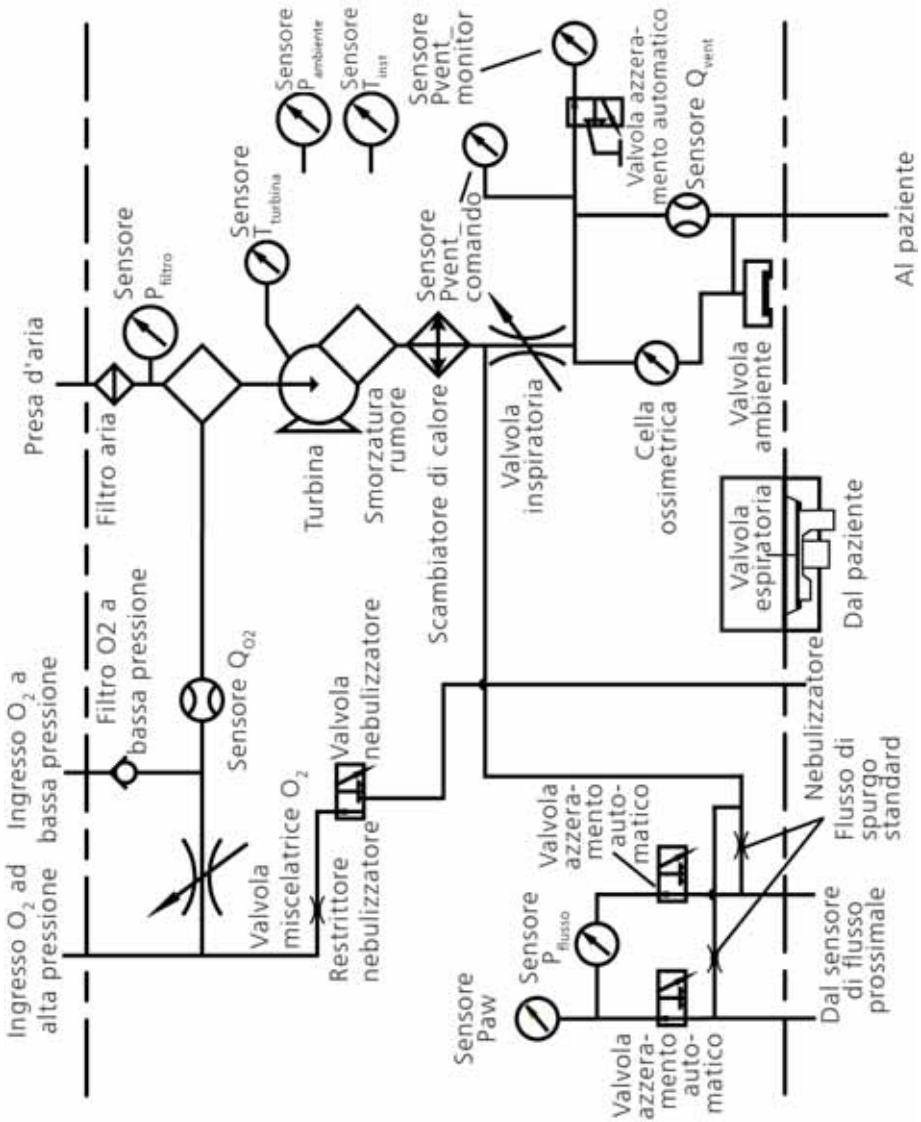 Presa d'aria
Ingresso O2 a
bassa pressione
Ingresso O2 ad
alta pressione
Filtro aria
Sensore
Pfiltro
Filtro O2 a
bassa pressione
Sensore QO2
Valvola
miscelatrice O2
Restrittore
nebulizzatore
Valvola
nebulizzatore
Turbina
Sensore
Tturbina
Sensore
Pambiente
Sensore
Tinst
Smorzatura
rumore
Scambiatore di calore
Sensore
Pvent_
comando
Sensore
Pvent_
monitor
Valvola
inspiratoria
Valvola azzera-
mento automatico
Sensore Qvent
Cella
ossimetrica
Valvola
ambiente
Al paziente
Valvola
espiratoria
Dal paziente
Nebulizzatore
Flusso di
spurgo
standard
Valvola
azzera-
mento
auto-
matico
Sensore
Pflusso
Sensore
Paw
Valvola
azzera-
mento
auto-
matico
Dal sensore
di flusso
prossimale